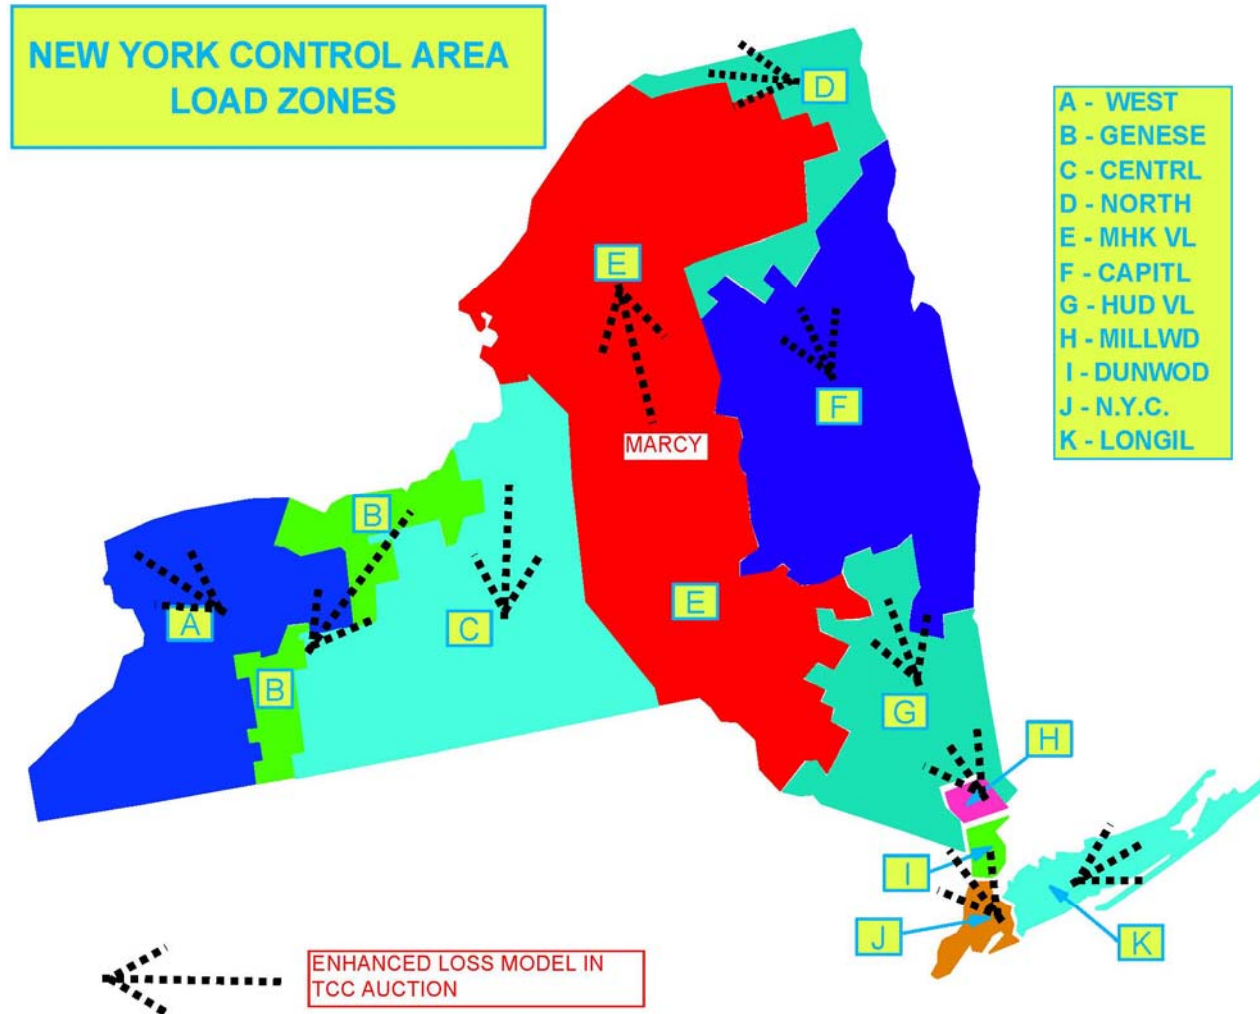 NEW YORK CONTROL AREA
LOAD ZONES
A - WEST
B - GENESE
C - CENTRL
D - NORTH
E - MHK VL
F - CAPITL
G - HUD VL
H - MILLWD
I - DUNWOD
J - N.Y.C.
K - LONGIL
D
E
F
MARCY
B
A
C
E
B
G
H
I
J
K
ENHANCED LOSS MODEL IN
TCC AUCTION